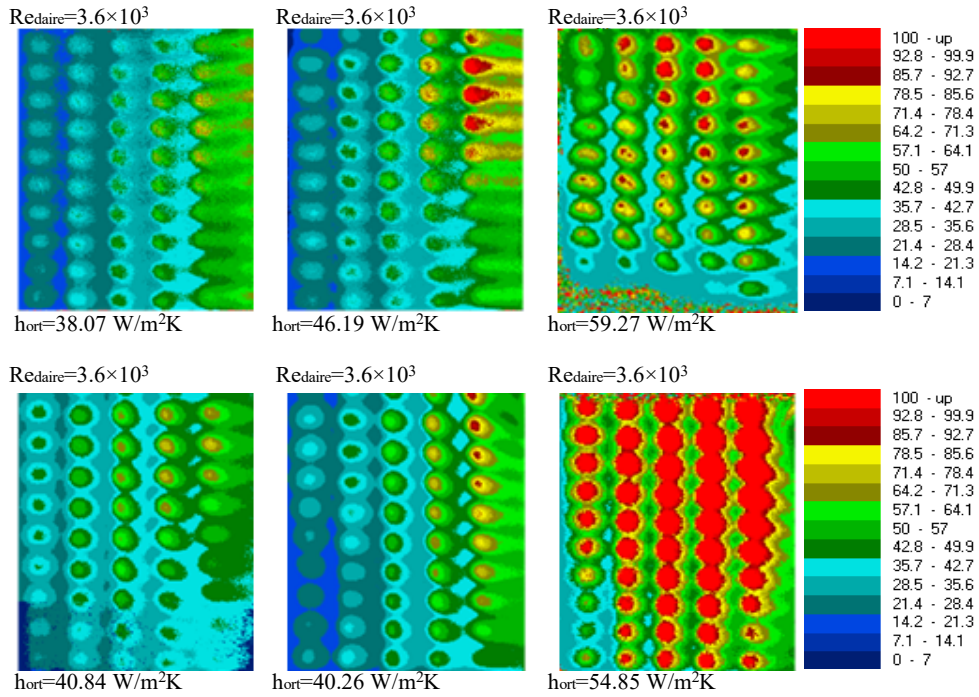 Redaire=3.6×10³ Redaire=3.6×10³ Redaire=3.6×10³
100 - up
92.8 - 99.9
85.7 - 92.7
78.5 - 85.6
71.4 - 78.4
64.2 - 71.3
57.1 - 64.1
50 - 57
42.8 - 49.9
35.7 - 42.7
28.5 - 35.6
21.4 - 28.4
14.2 - 21.3
7.1 - 14.1
0 - 7
hort=38.07 W/m²K hort=46.19 W/m²K hort=59.27 W/m²K
Redaire=3.6×10³ Redaire=3.6×10³ Redaire=3.6×10³
100 - up
92.8 - 99.9
85.7 - 92.7
78.5 - 85.6
71.4 - 78.4
64.2 - 71.3
57.1 - 64.1
50 - 57
42.8 - 49.9
35.7 - 42.7
28.5 - 35.6
21.4 - 28.4
14.2 - 21.3
7.1 - 14.1
0 - 7
hort=40.84 W/m²K hort=40.26 W/m²K hort=54.85 W/m²K